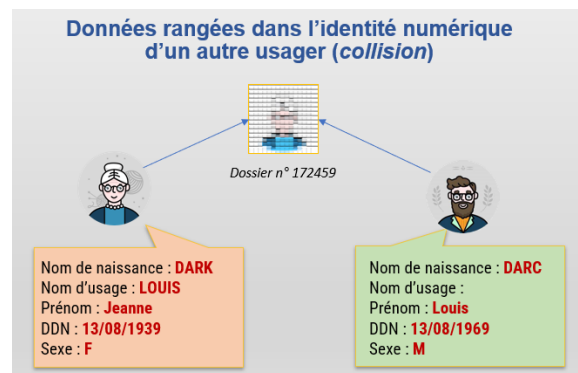 Données rangées dans l’identité numérique
d’un autre usager (collision)
Dossier n° 172459
Nom de naissance : DARK
Nom d’usage : LOUIS
Prénom : Jeanne
DDN : 13/08/1939
Sexe : F
Nom de naissance : DARC
Nom d’usage :
Prénom : Louis
DDN : 13/08/1969
Sexe : M